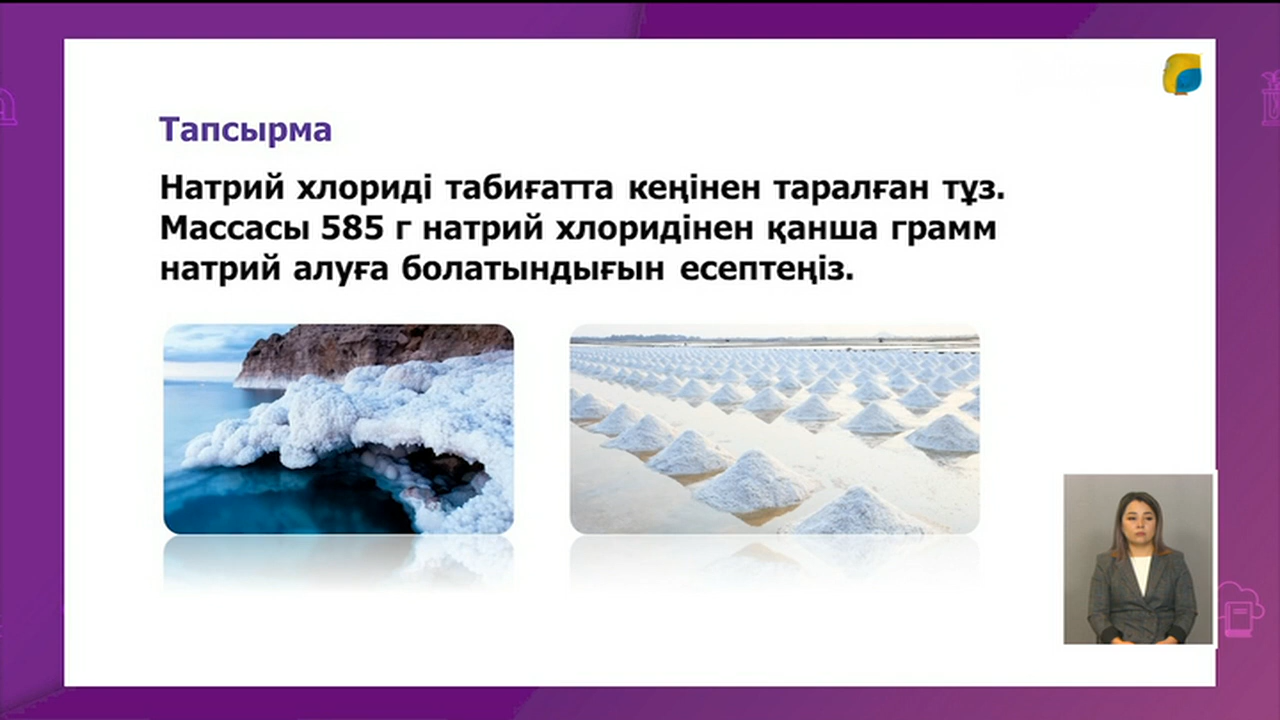 Тапсырма
Натрий хлориді табиғатта кеңінен таралған тұз.
Массасы 585 г натрий хлоридінен қанша грамм
натрий алуға болатындығын есептеңіз.